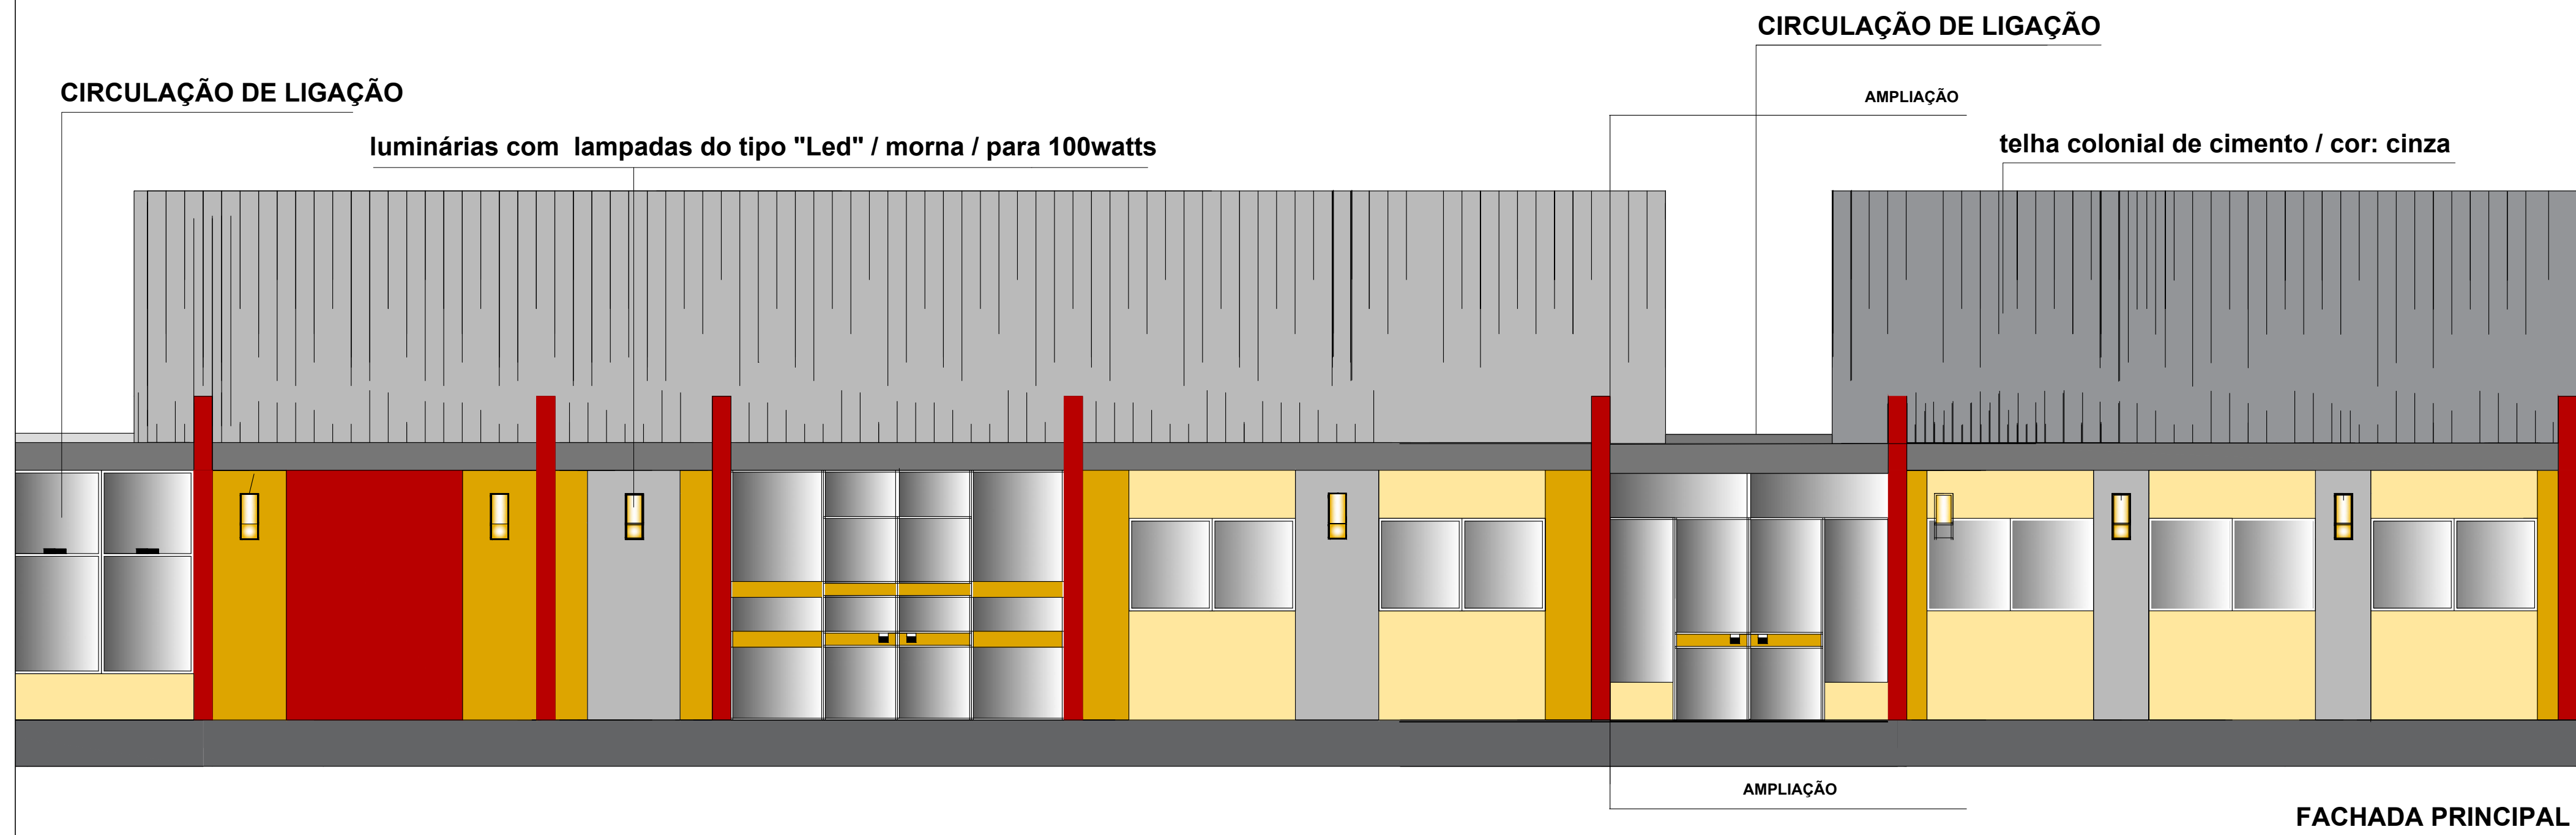 CIRCULAÇÃO DE LIGAÇÃO
CIRCULAÇÃO DE LIGAÇÃO
AMPLIAÇÃO
luminárias com lampadas do tipo "Led" / morna / para 100watts
telha colonial de cimento / cor: cinza
AMPLIAÇÃO
FACHADA PRINCIPAL